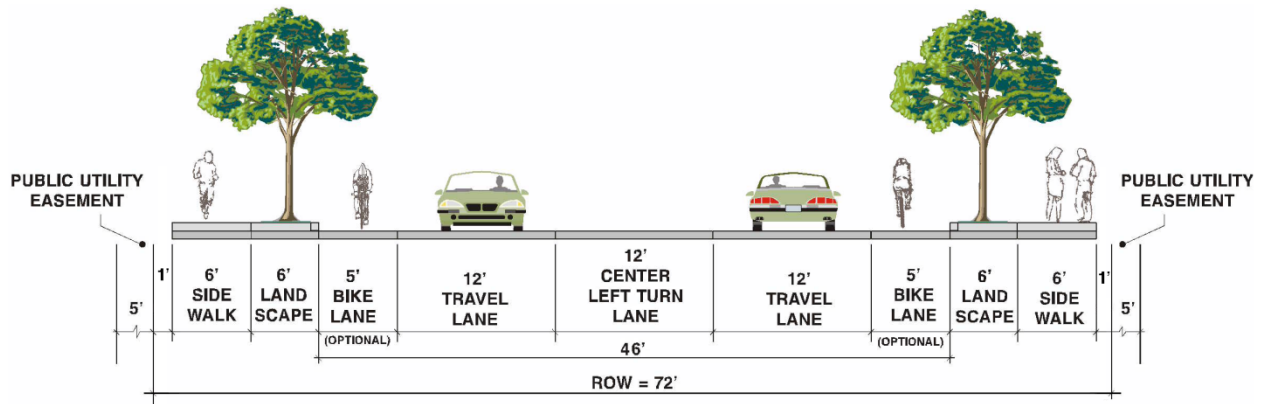 PUBLIC UTILITY
EASEMENT
PUBLIC UTILITY
EASEMENT
5'
1'
6'
SIDE
WALK
6'
LAND
SCAPE
5'
BIKE
LANE
(OPTIONAL)
12'
TRAVEL
LANE
12'
CENTER
LEFT TURN
LANE
12'
TRAVEL
LANE
5'
BIKE
LANE
(OPTIONAL)
6'
LAND
SCAPE
6'
SIDE
WALK
1'
5'
46'
ROW = 72'